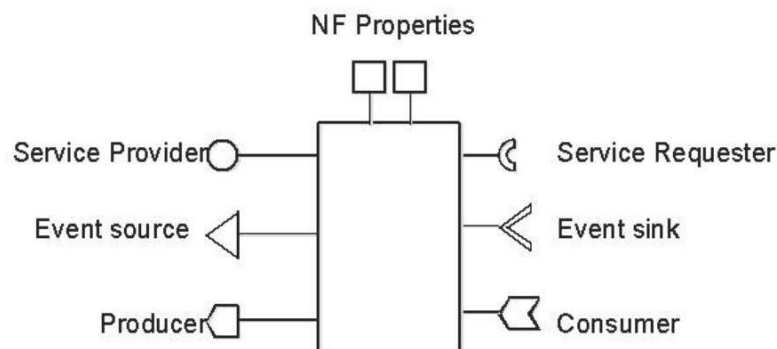 NF Properties
Service Provider
Service Requester
Event source
Event sink
Producer
Consumer